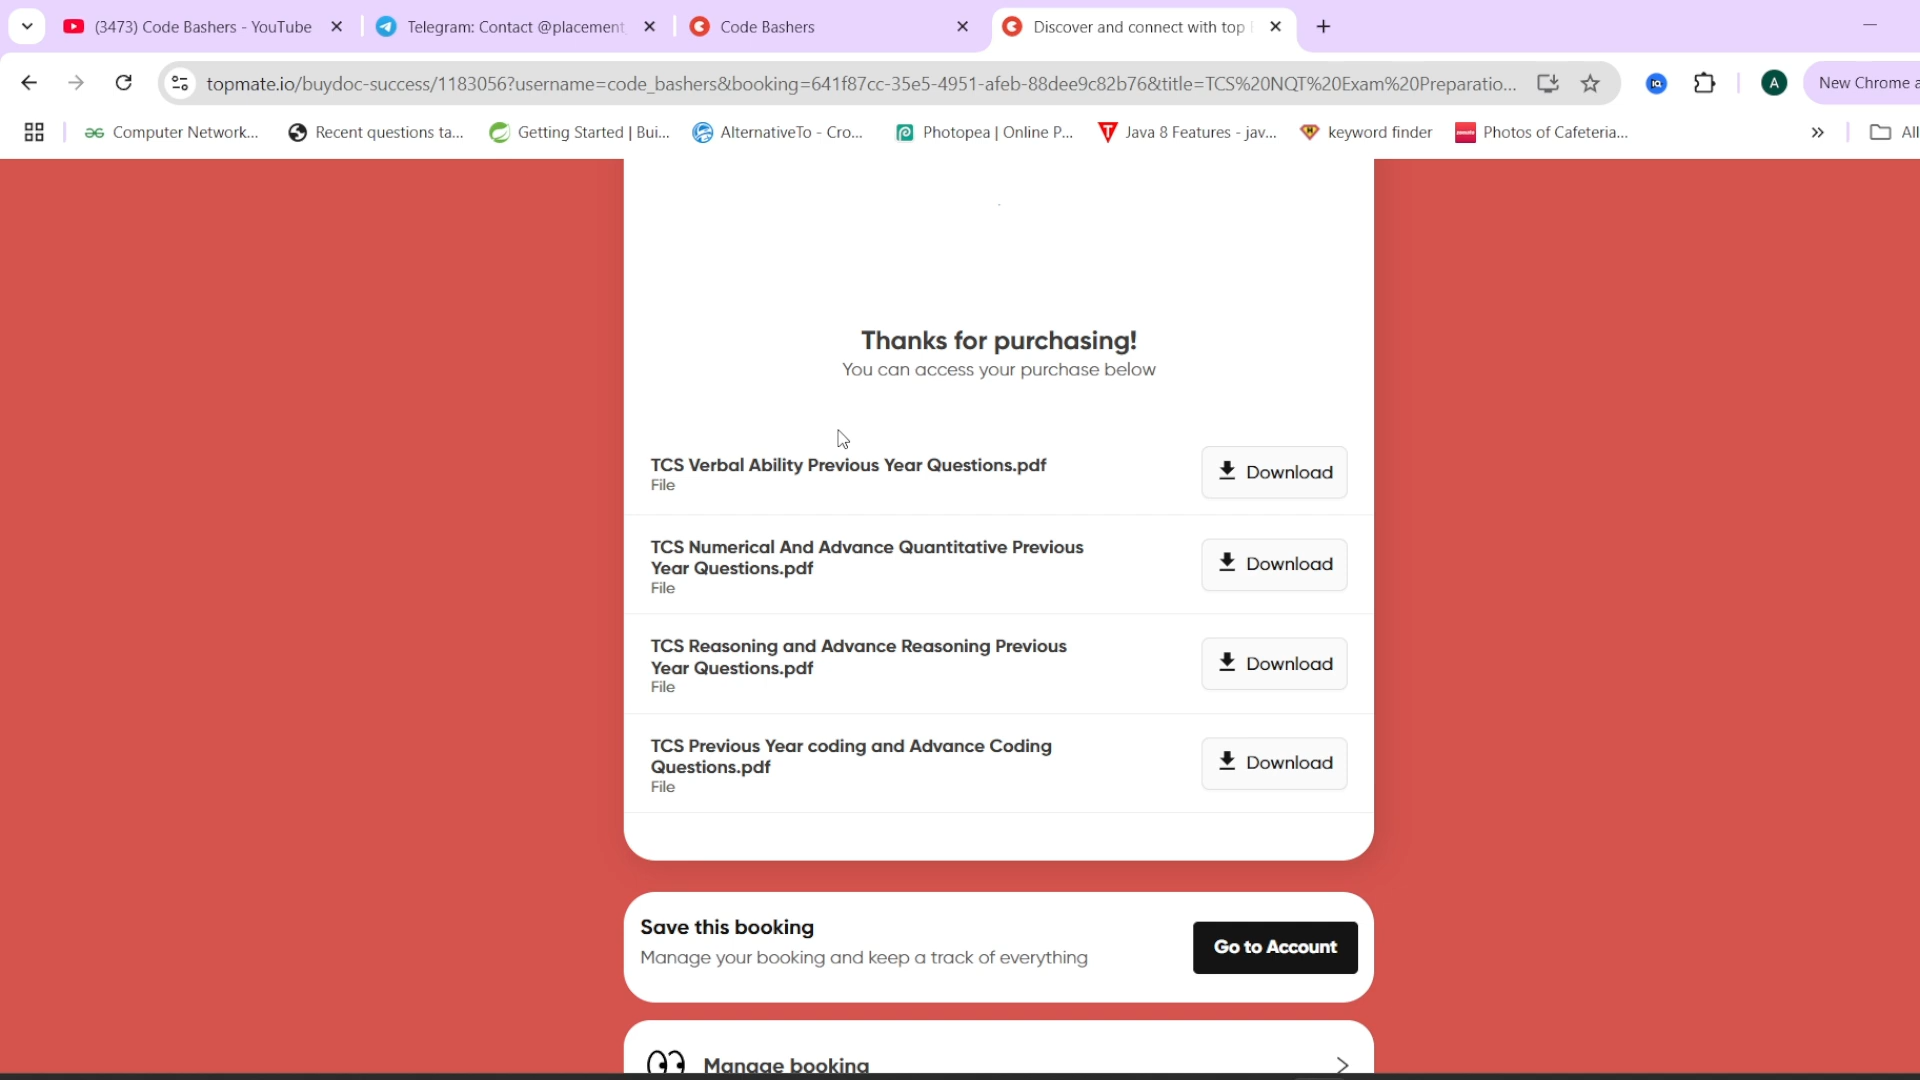 (3473) Code Bashers - YouTube
Telegram: Contact @placement
Code Bashers
Discover and connect with top
topmate.io/buydoc-success/1183056?username=code_bashers&booking=641f87cc-35e5-4951-afeb-88dee9c82b76&title=TCS%20NQT%20Exam%20Preparatio...
A
New Chrome a
Computer Network...
Recent questions ta...
Getting Started | Bui...
AlternativeTo - Cro...
Photopea | Online P...
Java 8 Features - jav...
keyword finder
Photos of Cafeteria...
»
All
Thanks for purchasing!
You can access your purchase below
TCS Verbal Ability Previous Year Questions.pdf
File
Download
TCS Numerical And Advance Quantitative Previous
Year Questions.pdf
File
Download
TCS Reasoning and Advance Reasoning Previous
Year Questions.pdf
File
Download
TCS Previous Year coding and Advance Coding
Questions.pdf
File
Download
Save this booking
Manage your booking and keep a track of everything
Go to Account
Manage booking